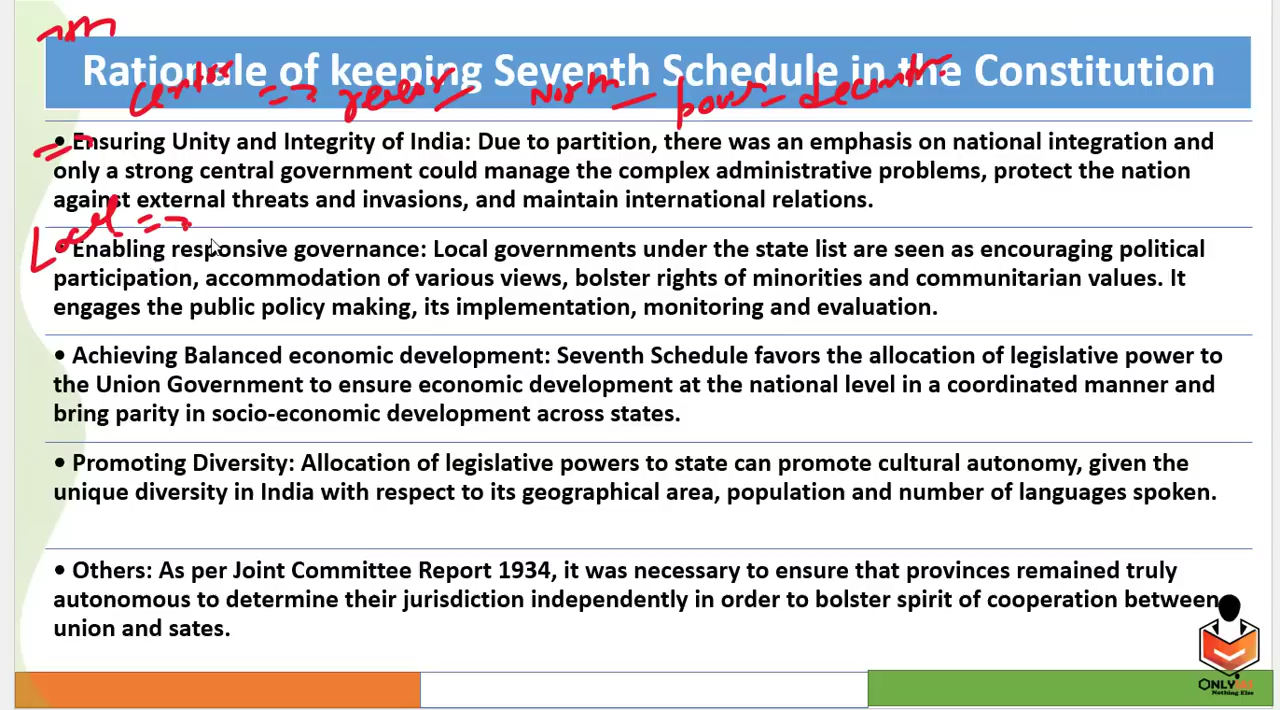 Rationale of keeping Seventh Schedule in the Constitution
Center => Norm power decentr
• Ensuring Unity and Integrity of India: Due to partition, there was an emphasis on national integration and
only a strong central government could manage the complex administrative problems, protect the nation
against external threats and invasions, and maintain international relations.
Local =>
• Enabling responsive governance: Local governments under the state list are seen as encouraging political
participation, accommodation of various views, bolster rights of minorities and communitarian values. It
engages the public policy making, its implementation, monitoring and evaluation.
• Achieving Balanced economic development: Seventh Schedule favors the allocation of legislative power to
the Union Government to ensure economic development at the national level in a coordinated manner and
bring parity in socio-economic development across states.
• Promoting Diversity: Allocation of legislative powers to state can promote cultural autonomy, given the
unique diversity in India with respect to its geographical area, population and number of languages spoken.
• Others: As per Joint Committee Report 1934, it was necessary to ensure that provinces remained truly
autonomous to determine their jurisdiction independently in order to bolster spirit of cooperation between
union and sates.
ONLY
Nothing Else